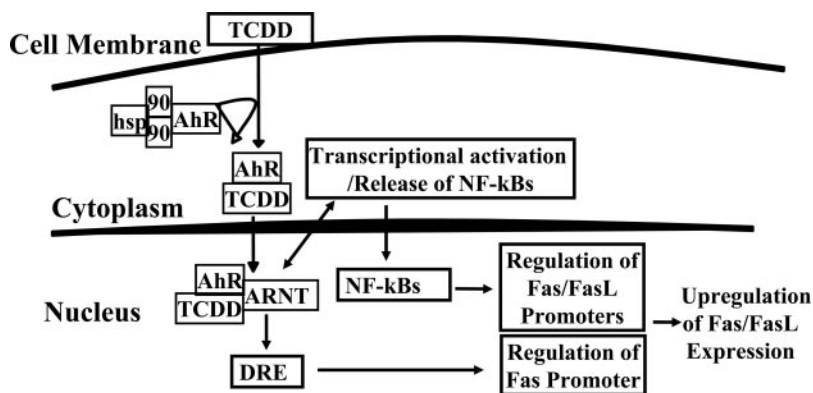 TCDD
Cell Membrane
90
hsp
AhR
90
AhR
TCDD
Transcriptional activation
/Release of NF-kBs
Cytoplasm
AhR
TCDD
ARNT
Nucleus
NF-kBs
Regulation of
Fas/FasL
Promoters
Upregulation
of Fas/FasL
Expression
DRE
Regulation of
Fas Promoter